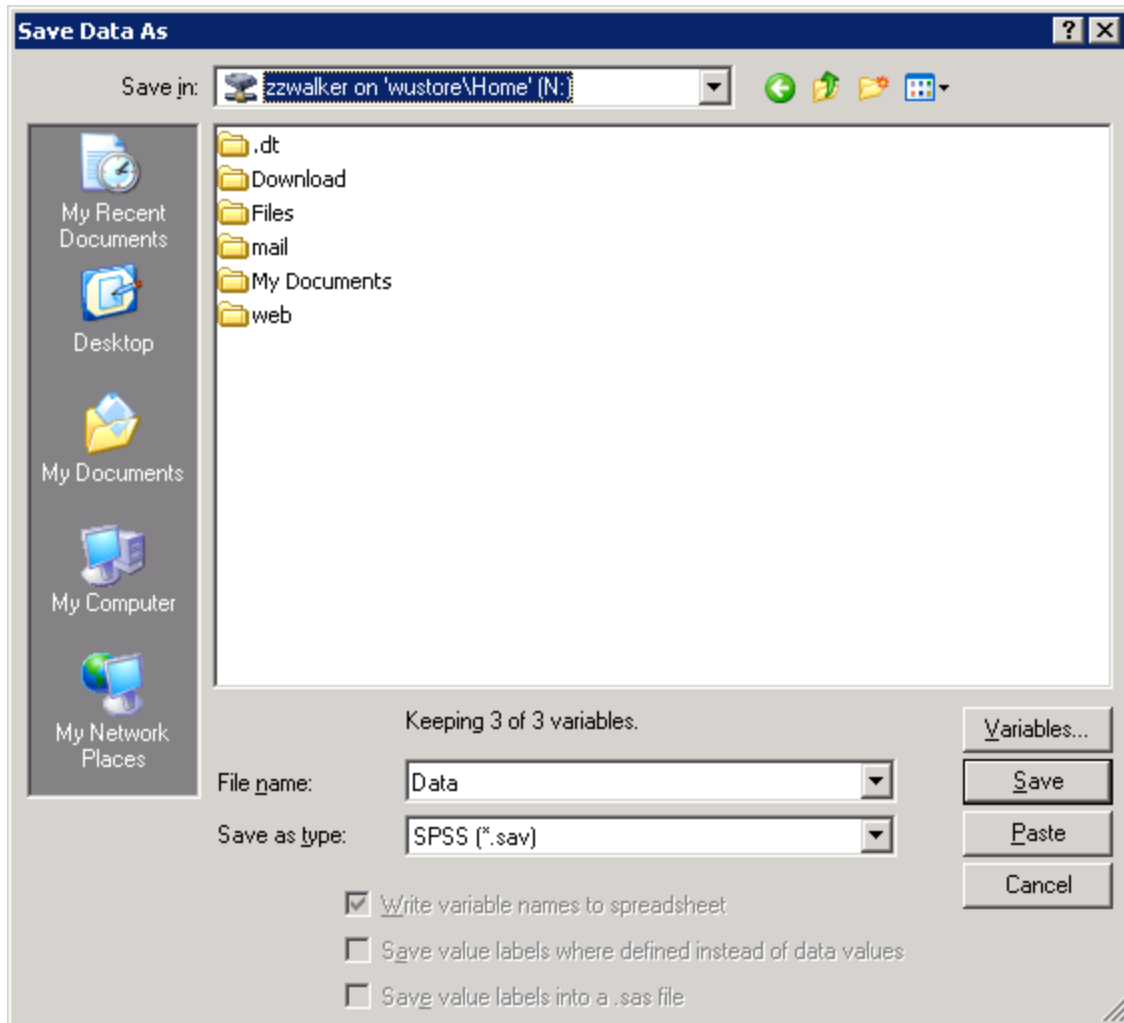 Save Data As
Save in: zzwalker on 'wustore\Home' (N:)
.dt
Download
Files
mail
My Documents
web
My Recent
Documents
Desktop
My Documents
My Computer
My Network
Places
Keeping 3 of 3 variables.
Variables...
File name: Data
Save
Save as type: SPSS (*.sav)
Paste
Cancel
Write variable names to spreadsheet
Save value labels where defined instead of data values
Save value labels into a .sas file